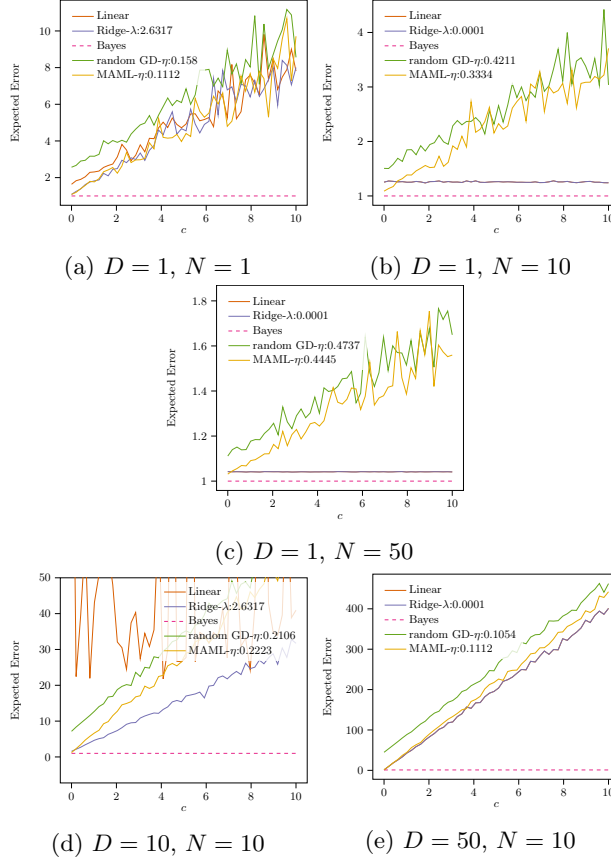 Linear
Ridge-λ:2.6317
Bayes
random GD-η:0.158
MAML-η:0.1112
Expected Error
10
8
6
4
2
0 2 4 6 8 10
c
(a) D = 1, N = 1
Linear
Ridge-λ:0.0001
Bayes
random GD-η:0.4211
MAML-η:0.3334
Expected Error
4
3
2
1
0 2 4 6 8 10
c
(b) D = 1, N = 10
Linear
Ridge-λ:0.0001
Bayes
random GD-η:0.4737
MAML-η:0.4445
Expected Error
1.8
1.6
1.4
1.2
1
0 2 4 6 8 10
c
(c) D = 1, N = 50
Linear
Ridge-λ:2.6317
Bayes
random GD-η:0.2106
MAML-η:0.2223
Expected Error
50
40
30
20
10
0
0 2 4 6 8 10
c
(d) D = 10, N = 10
Linear
Ridge-λ:0.0001
Bayes
random GD-η:0.1054
MAML-η:0.1112
Expected Error
400
300
200
100
0
0 2 4 6 8 10
c
(e) D = 50, N = 10